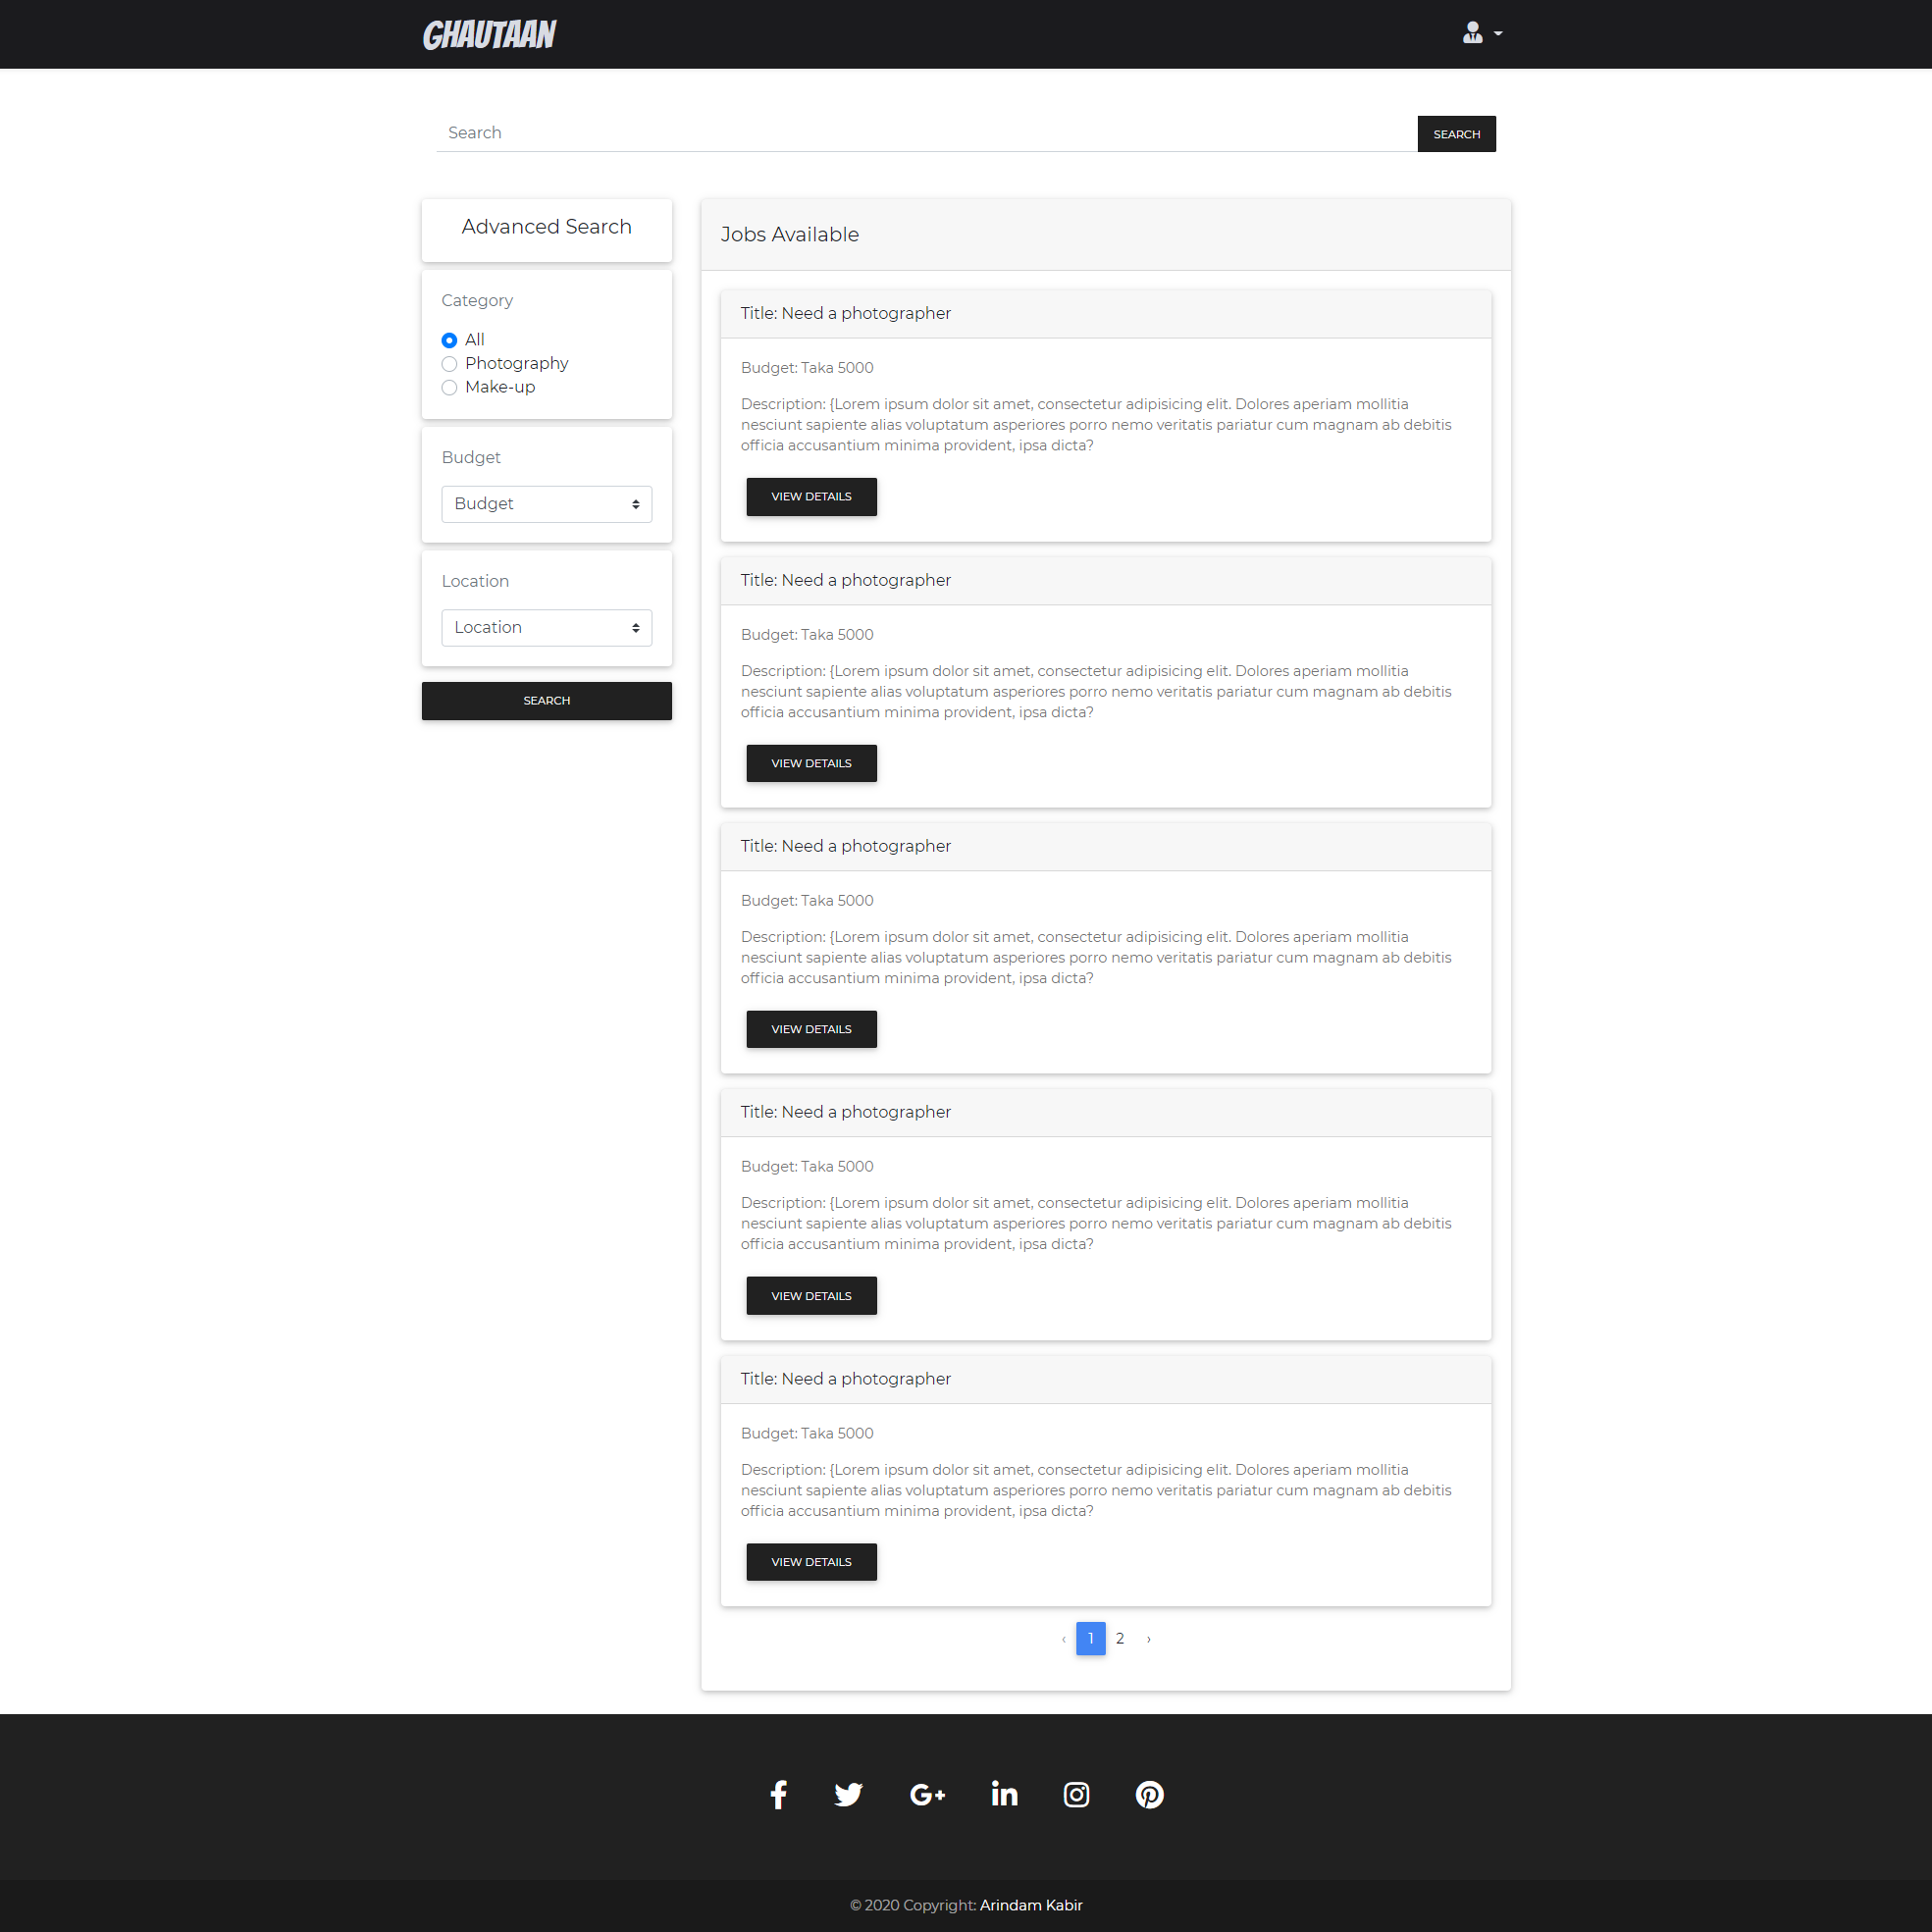 GHAUTAAN
Search
SEARCH
Advanced Search
Category
All
Photography
Make-up
Budget
Budget
Location
Location
SEARCH
Jobs Available
Title: Need a photographer
Budget: Taka 5000
Description: {Lorem ipsum dolor sit amet, consectetur adipisicing elit. Dolores aperiam mollitia
nesciunt sapiente alias voluptatum asperiores porro nemo veritatis pariatur cum magnam ab debitis
officia accusantium minima provident, ipsa dicta?
VIEW DETAILS
Title: Need a photographer
Budget: Taka 5000
Description: {Lorem ipsum dolor sit amet, consectetur adipisicing elit. Dolores aperiam mollitia
nesciunt sapiente alias voluptatum asperiores porro nemo veritatis pariatur cum magnam ab debitis
officia accusantium minima provident, ipsa dicta?
VIEW DETAILS
Title: Need a photographer
Budget: Taka 5000
Description: {Lorem ipsum dolor sit amet, consectetur adipisicing elit. Dolores aperiam mollitia
nesciunt sapiente alias voluptatum asperiores porro nemo veritatis pariatur cum magnam ab debitis
officia accusantium minima provident, ipsa dicta?
VIEW DETAILS
Title: Need a photographer
Budget: Taka 5000
Description: {Lorem ipsum dolor sit amet, consectetur adipisicing elit. Dolores aperiam mollitia
nesciunt sapiente alias voluptatum asperiores porro nemo veritatis pariatur cum magnam ab debitis
officia accusantium minima provident, ipsa dicta?
VIEW DETAILS
Title: Need a photographer
Budget: Taka 5000
Description: {Lorem ipsum dolor sit amet, consectetur adipisicing elit. Dolores aperiam mollitia
nesciunt sapiente alias voluptatum asperiores porro nemo veritatis pariatur cum magnam ab debitis
officia accusantium minima provident, ipsa dicta?
VIEW DETAILS
‹ 1 2 ›
© 2020 Copyright: Arindam Kabir